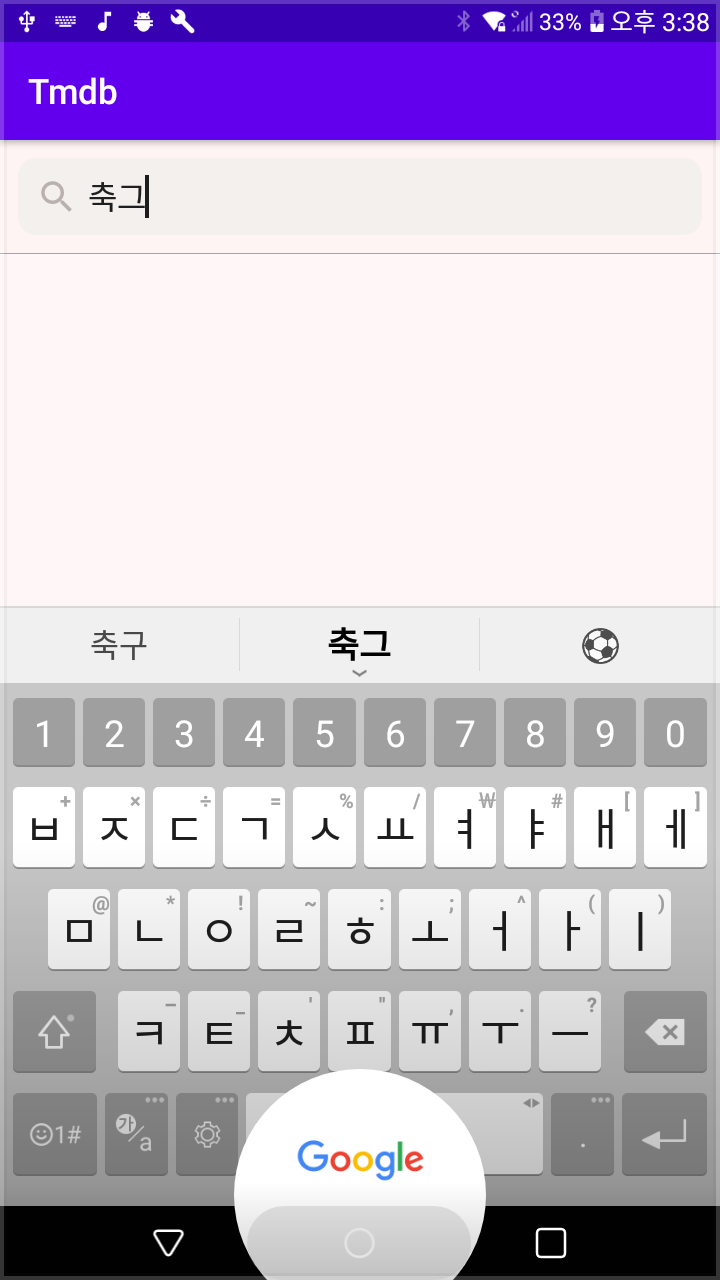 33% 오후 3:38
Tmdb
축그
축구 축그
1 2 3 4 5 6 7 8 9 0
+ × ÷ = % / ₩ # [ ]
ㅂ ㅈ ㄷ ㄱ ㅅ ㅛ ㅕ ㅑ ㅐ ㅔ
@ * ! ~ : ; ^ ( )
ㅁ ㄴ ㅇ ㄹ ㅎ ㅗ ㅓ ㅏ ㅣ
- _ ' " , . ?
ㅋ ㅌ ㅊ ㅍ ㅠ ㅜ ㅡ
1# 가/a .
Google